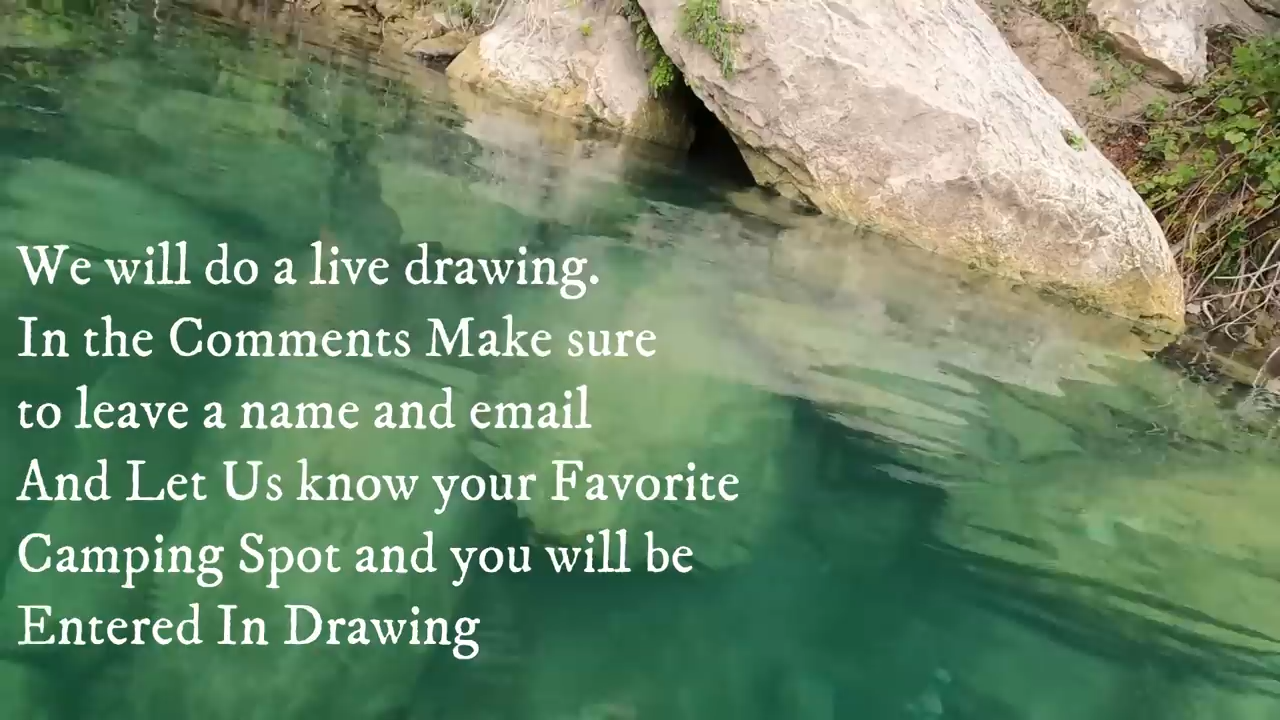 We will do a live drawing.
In the Comments Make sure
to leave a name and email
And Let Us know your Favorite
Camping Spot and you will be
Entered In Drawing